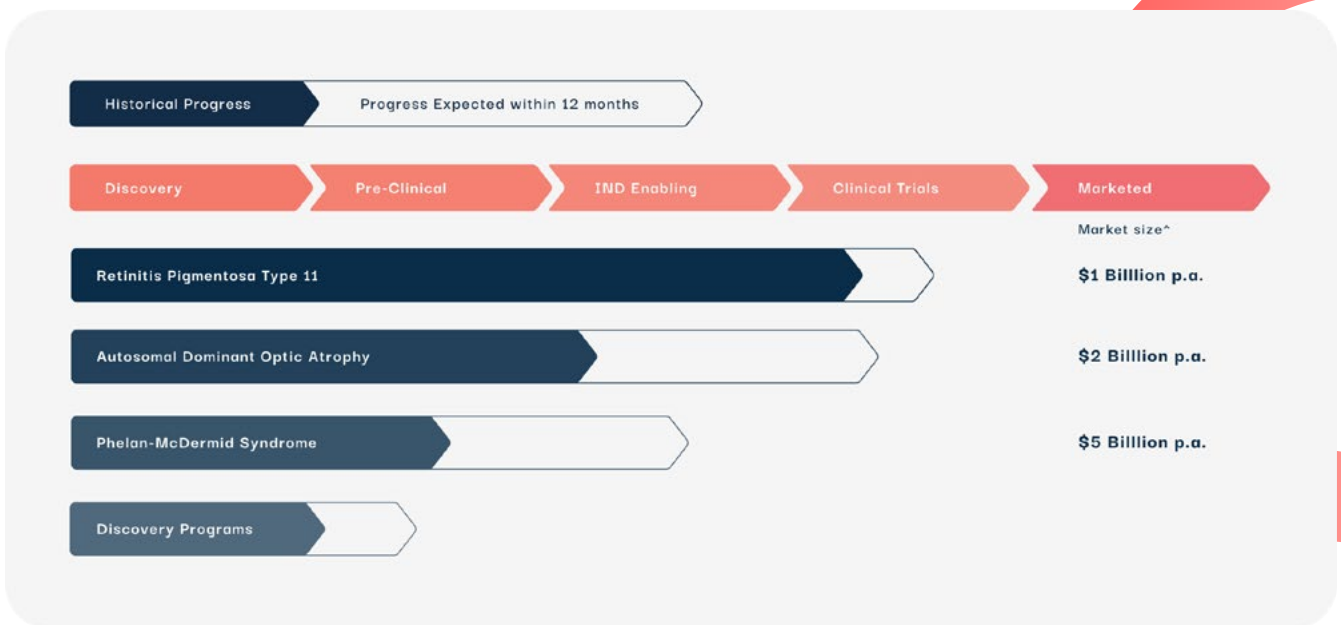 Historical Progress
Progress Expected within 12 months
Discovery
Pre-Clinical
IND Enabling
Clinical Trials
Marketed
Market size^
Retinitis Pigmentosa Type 11
$1 Billlion p.a.
Autosomal Dominant Optic Atrophy
$2 Billlion p.a.
Phelan-McDermid Syndrome
$5 Billlion p.a.
Discovery Programs